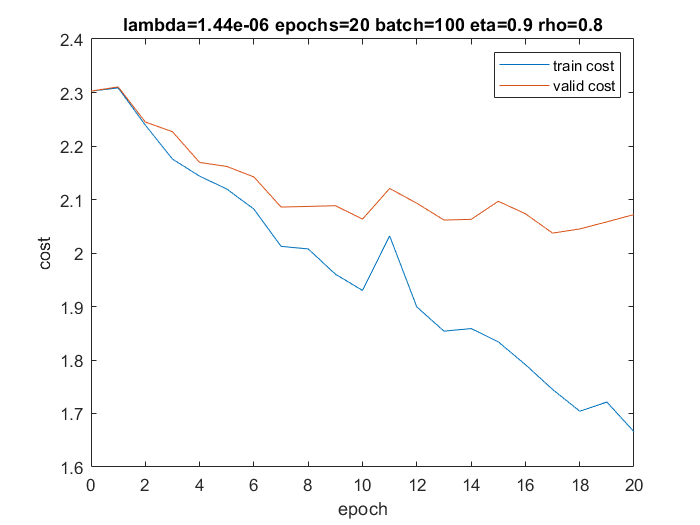 lambda=1.44e-06 epochs=20 batch=100 eta=0.9 rho=0.8
train cost
valid cost
2.4
2.3
2.2
2.1
2
1.9
1.8
1.7
1.6
cost
0 2 4 6 8 10 12 14 16 18 20
epoch